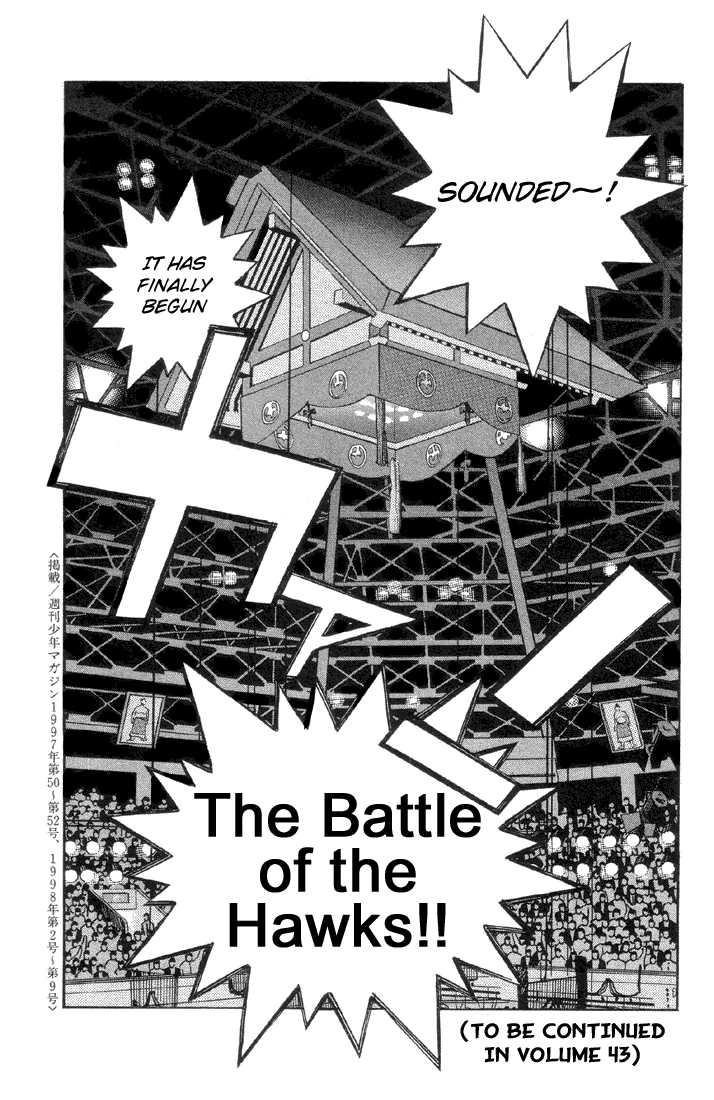 SOUNDED~!
IT HAS
FINALLY
BEGUN
カァーン
The Battle
of the
Hawks!!
(TO BE CONTINUED
IN VOLUME 43)
〈掲載／週刊少年マガジン1997年第50～第52号、1998年第2号～第9号〉